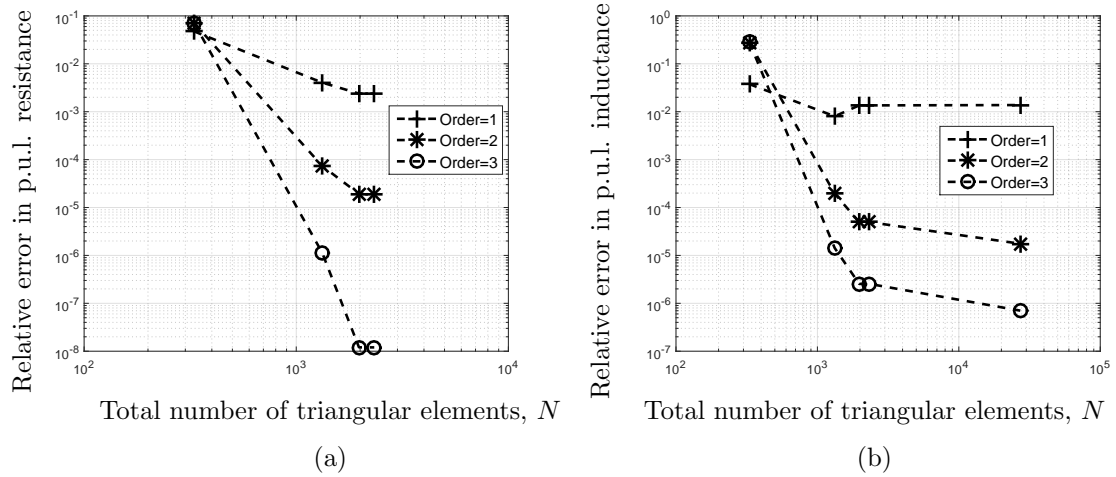 Relative error in p.u.l. resistance
10^-1
10^-2
10^-3
10^-4
10^-5
10^-6
10^-7
10^-8
10^2
10^3
10^4
Order=1
Order=2
Order=3
Total number of triangular elements, N
(a)
Relative error in p.u.l. inductance
10^0
10^-1
10^-2
10^-3
10^-4
10^-5
10^-6
10^-7
10^2
10^3
10^4
10^5
Order=1
Order=2
Order=3
Total number of triangular elements, N
(b)